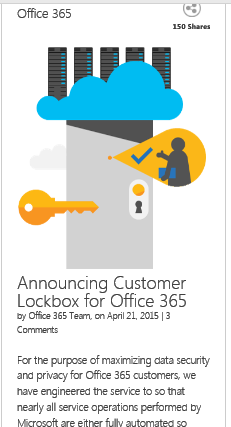 Office 365
150 Shares
Announcing Customer
Lockbox for Office 365
by Office 365 Team, on April 21, 2015 | 3
Comments
For the purpose of maximizing data security
and privacy for Office 365 customers, we
have engineered the service to so that
nearly all service operations performed by
Microsoft are either fully automated so